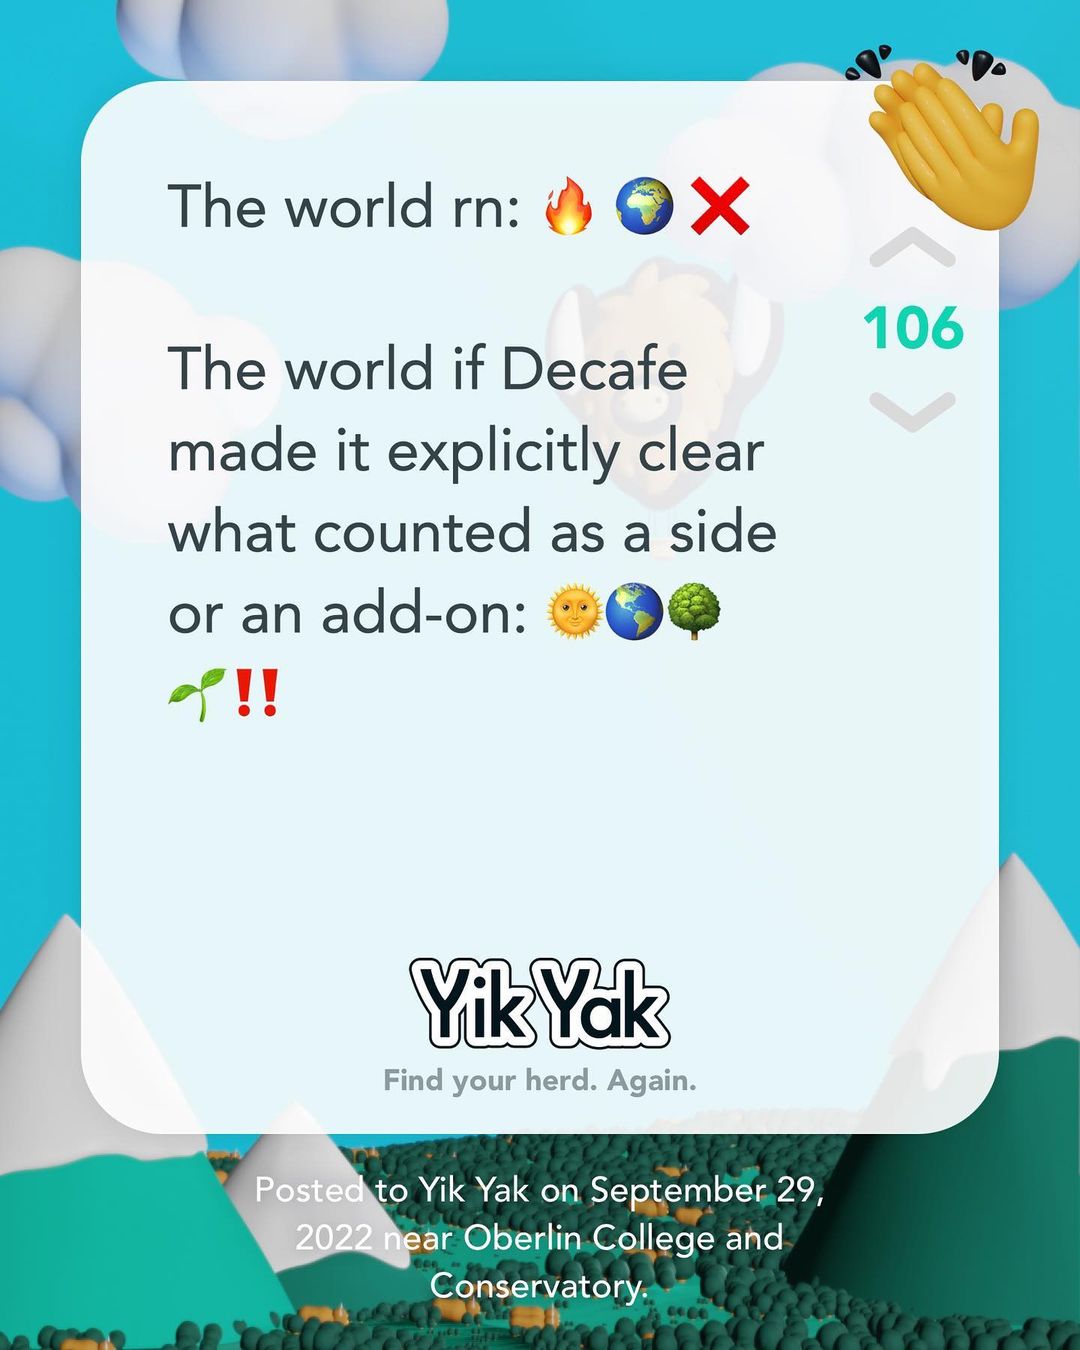 The world rn: 🔥 🌍❌
106
The world if Decafe
made it explicitly clear
what counted as a side
or an add-on: 🌞🌎🌳
🌱‼️
Yik Yak
Find your herd. Again.
Posted to Yik Yak on September 29,
2022 near Oberlin College and
Conservatory.